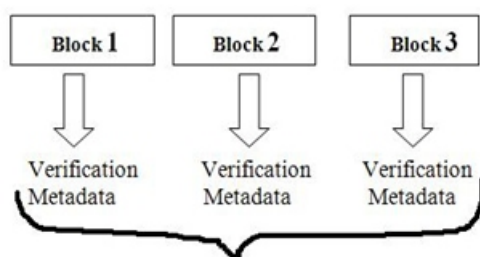 Block 1 Block 2 Block 3
Verification Verification Verification
Metadata Metadata Metadata